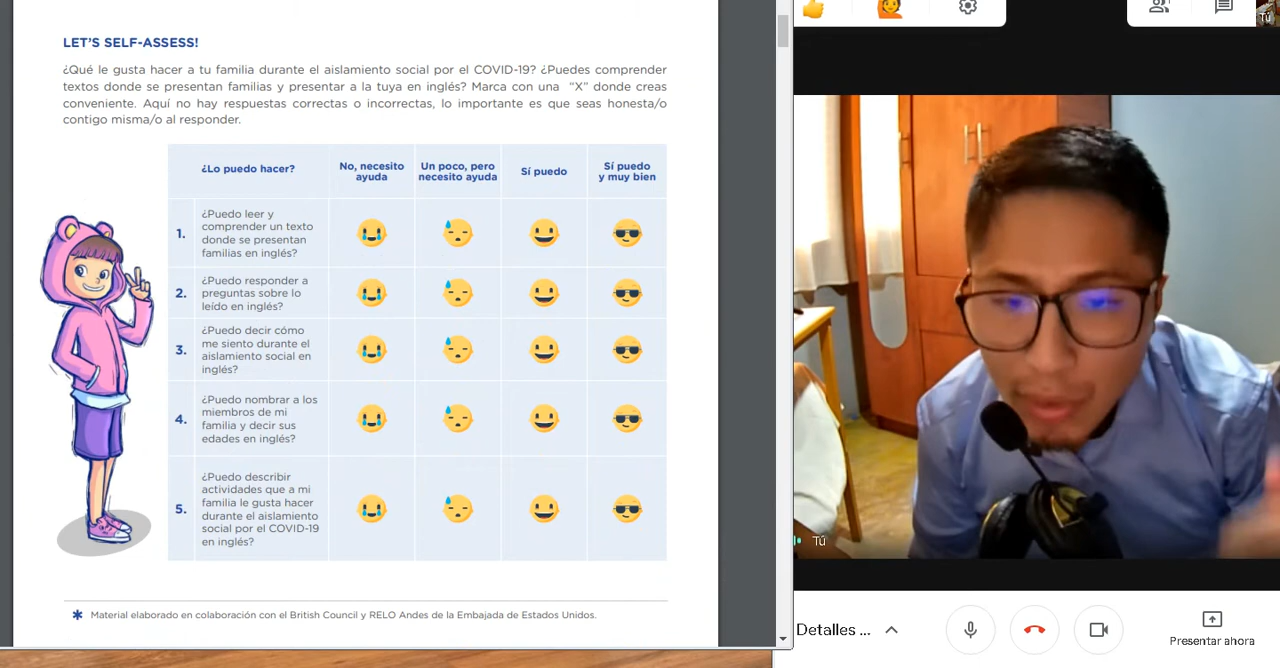 LET'S SELF-ASSESS!
¿Qué le gusta hacer a tu familia durante el aislamiento social por el COVID-19? ¿Puedes comprender
textos donde se presentan familias y presentar a la tuya en inglés? Marca con una “X” donde creas
conveniente. Aquí no hay respuestas correctas o incorrectas, lo importante es que seas honesta/o
contigo misma/o al responder.
¿Lo puedo hacer?
No, necesito
ayuda
Un poco, pero
necesito ayuda
Sí puedo
Sí puedo
y muy bien
1.
¿Puedo leer y
comprender un texto
donde se presentan
familias en inglés?
2.
¿Puedo responder a
preguntas sobre lo
leído en inglés?
3.
¿Puedo decir cómo
me siento durante el
aislamiento social en
inglés?
4.
¿Puedo nombrar a los
miembros de mi
familia y decir sus
edades en inglés?
5.
¿Puedo describir
actividades que a mi
familia le gusta hacer
durante el aislamiento
social por el COVID-19
en inglés?
* Material elaborado en colaboración con el British Council y RELO Andes de la Embajada de Estados Unidos.
Tú
Tú
Detalles ...
Presentar ahora